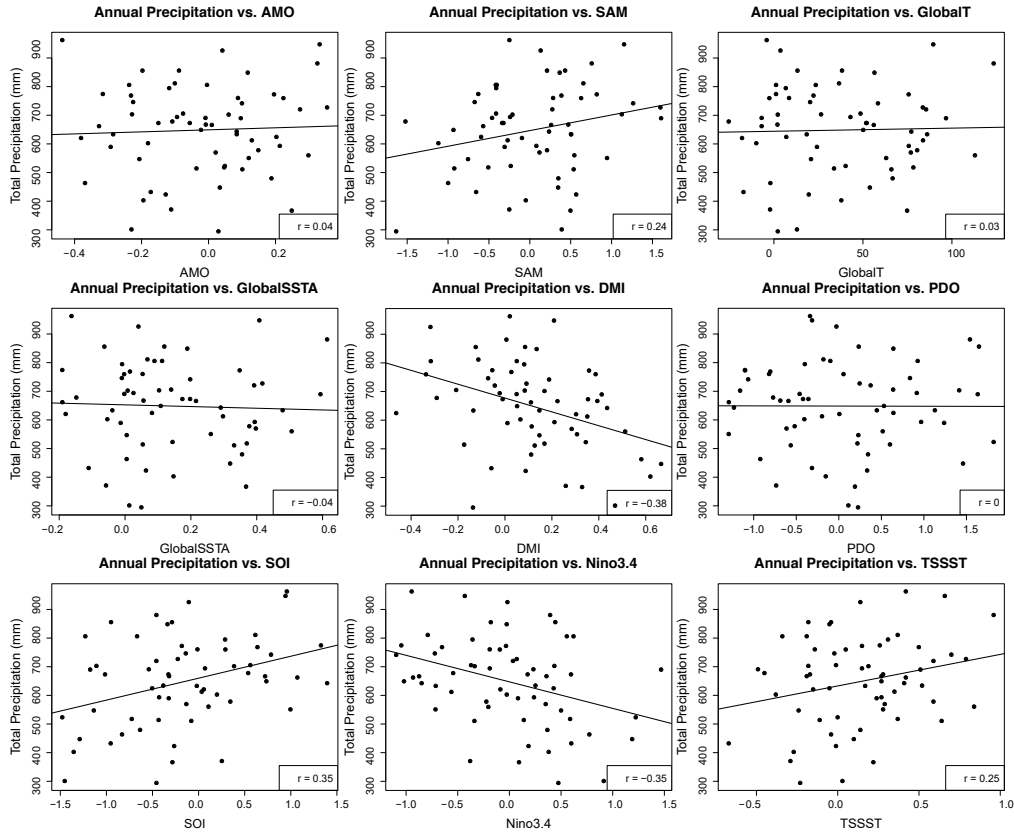 Annual Precipitation vs. AMO
Total Precipitation (mm)
300 400 500 600 700 800 900
−0.4 −0.2 0.0 0.2
AMO
r = 0.04
Annual Precipitation vs. SAM
Total Precipitation (mm)
300 400 500 600 700 800 900
−1.5 −1.0 −0.5 0.0 0.5 1.0 1.5
SAM
r = 0.24
Annual Precipitation vs. GlobalT
Total Precipitation (mm)
300 400 500 600 700 800 900
0 50 100
GlobalT
r = 0.03
Annual Precipitation vs. GlobalSSTA
Total Precipitation (mm)
300 400 500 600 700 800 900
−0.2 0.0 0.2 0.4 0.6
GlobalSSTA
r = −0.04
Annual Precipitation vs. DMI
Total Precipitation (mm)
300 400 500 600 700 800 900
−0.4 −0.2 0.0 0.2 0.4 0.6
DMI
r = −0.38
Annual Precipitation vs. PDO
Total Precipitation (mm)
300 400 500 600 700 800 900
−1.0 −0.5 0.0 0.5 1.0 1.5
PDO
r = 0
Annual Precipitation vs. SOI
Total Precipitation (mm)
300 400 500 600 700 800 900
−1.5 −1.0 −0.5 0.0 0.5 1.0 1.5
SOI
r = 0.35
Annual Precipitation vs. Nino3.4
Total Precipitation (mm)
300 400 500 600 700 800 900
−1.0 −0.5 0.0 0.5 1.0 1.5
Nino3.4
r = −0.35
Annual Precipitation vs. TSSST
Total Precipitation (mm)
300 400 500 600 700 800 900
−0.5 0.0 0.5 1.0
TSSST
r = 0.25